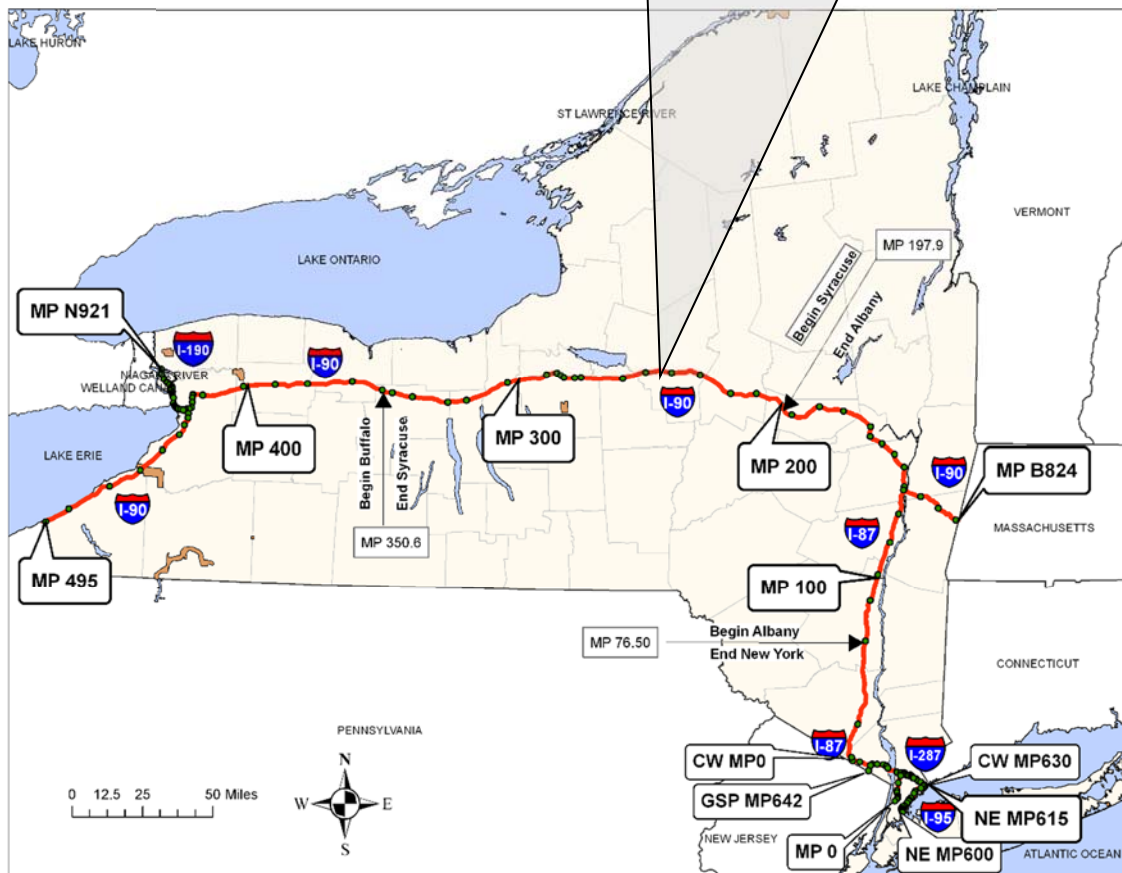 LAKE HURON
LAKE CHAMPLAIN
ST LAWRENCE RIVER
VERMONT
MP 197.9
LAKE ONTARIO
Begin Syracuse
End Albany
MP N921
I-190
I-90
NIAGARA RIVER
WELLAND CANAL
I-90
MP 400
MP 300
MP 200
I-90
MP B824
LAKE ERIE
Begin Buffalo
End Syracuse
I-90
MP 350.6
I-87
MASSACHUSETTS
MP 495
MP 100
MP 76.50
Begin Albany
End New York
CONNECTICUT
PENNSYLVANIA
I-87
I-287
CW MP0
CW MP630
N
W
E
S
0 12.5 25 50 Miles
GSP MP642
I-95
NE MP615
NEW JERSEY
MP 0
NE MP600
ATLANTIC OCEAN